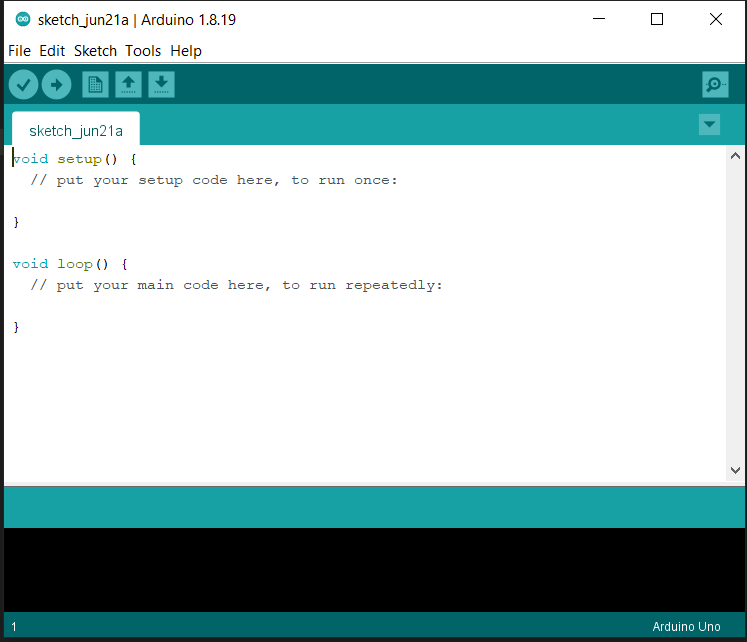 sketch_jun21a | Arduino 1.8.19
File Edit Sketch Tools Help
sketch_jun21a
void setup() {
  // put your setup code here, to run once:
}
void loop() {
  // put your main code here, to run repeatedly:
}
1 Arduino Uno